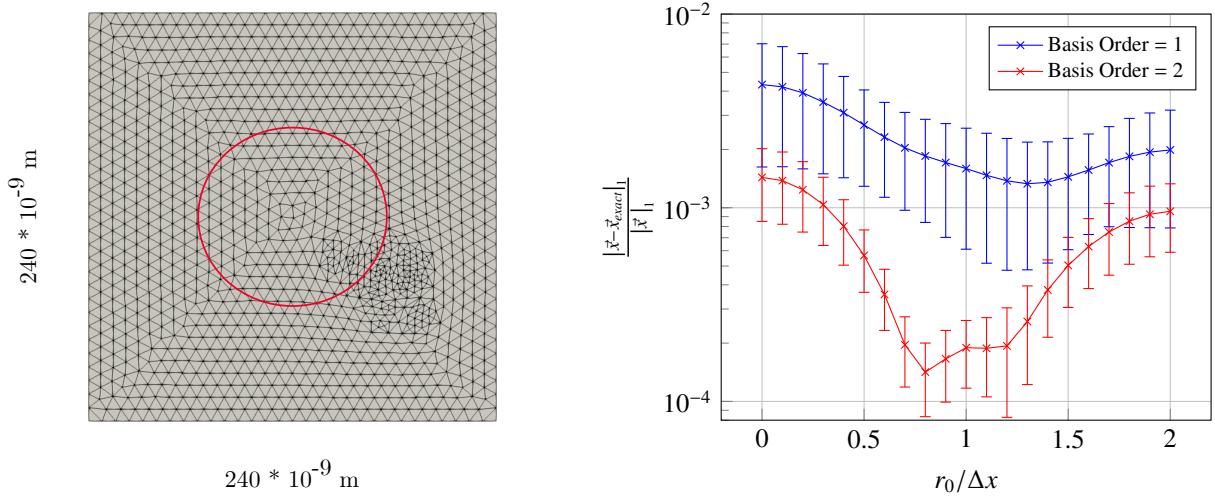 240 * 10^-9 m
240 * 10^-9 m
10^−2
10^−3
10^−4
|x⃗−x⃗_exact|_1
|x⃗|_1
Basis Order = 1
Basis Order = 2
0 0.5 1 1.5 2
r_0/Δx